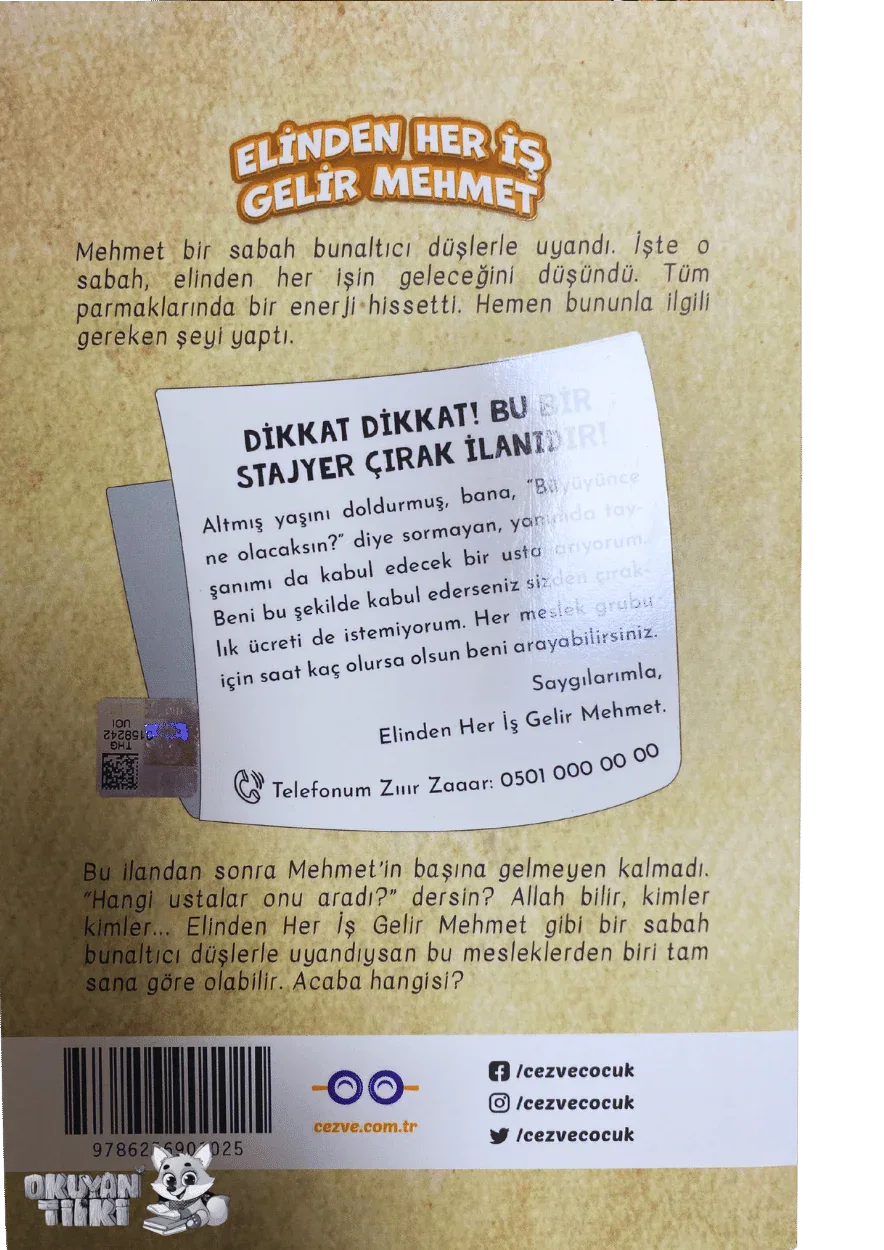 ELİNDEN HER İŞ
GELİR MEHMET
Mehmet bir sabah bunaltıcı düşlerle uyandı. İşte o
sabah, elinden her işin geleceğini düşündü. Tüm
parmaklarında bir enerji hissetti. Hemen bununla ilgili
gereken şeyi yaptı.
DİKKAT DİKKAT! BU BİR
STAJYER ÇIRAK İLANIDIR!
Altmış yaşını doldurmuş, bana, "Büyüyünce
ne olacaksın?" diye sormayan, yanımda tav-
şanımı da kabul edecek bir usta arıyorum.
Beni bu şekilde kabul ederseniz sizden çırak-
lık ücreti de istemiyorum. Her meslek grubu
için saat kaç olursa olsun beni arayabilirsiniz.
Saygılarımla,
Elinden Her İş Gelir Mehmet.
Telefonum Zııır Zaaar: 0501 000 00 00
THG
UOI
Bu ilandan sonra Mehmet'in başına gelmeyen kalmadı.
"Hangi ustalar onu aradı?" dersin? Allah bilir, kimler
kimler... Elinden Her İş Gelir Mehmet gibi bir sabah
bunaltıcı düşlerle uyandıysan bu mesleklerden biri tam
sana göre olabilir. Acaba hangisi?
cezve.com.tr
/cezvecocuk
/cezvecocuk
/cezvecocuk
OKUYAN
TİLKİ